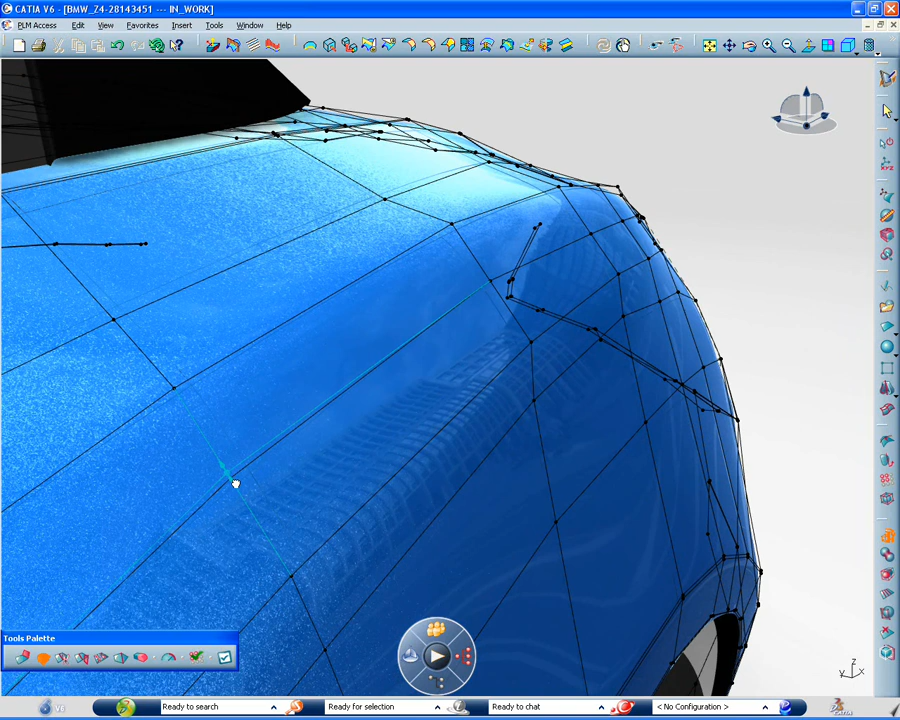 CATIA V6 - [BMW_Z4-28143451 --- IN_WORK]
PLM Access Edit View Favorites Insert Tools Window Help
Tools Palette
z
y x
V6 Ready to search Ready for selection Ready to chat < No Configuration >